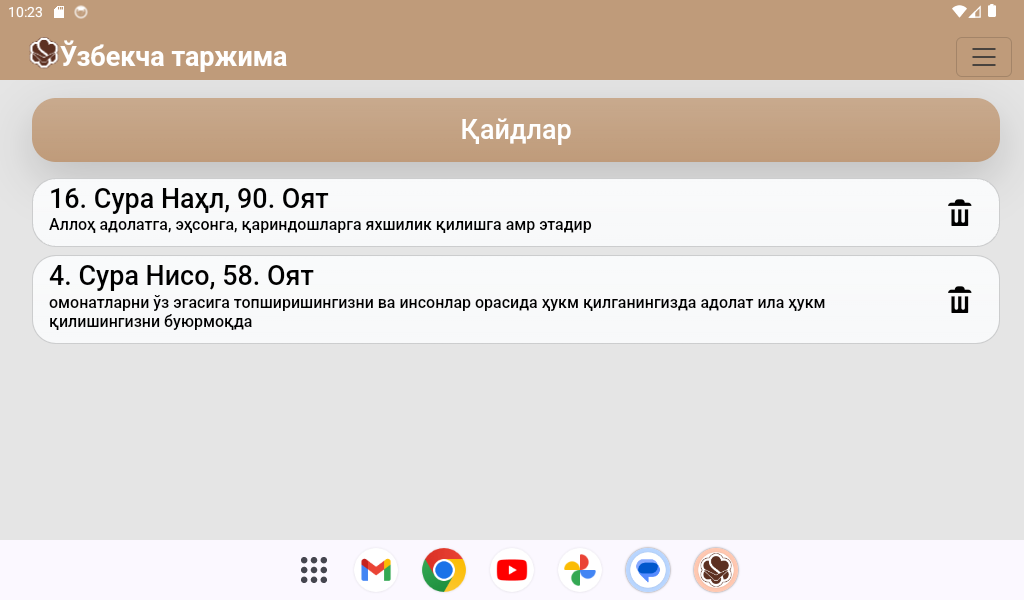 10:23
Ўзбекча таржима
Қайдлар
16. Сура Наҳл, 90. Оят
Аллоҳ адолатга, эҳсонга, қариндошларга яхшилик қилишга амр этадир
4. Сура Нисо, 58. Оят
омонатларни ўз эгасига топширишингизни ва инсонлар орасида ҳукм қилганингизда адолат ила ҳукм
қилишингизни буюрмоқда